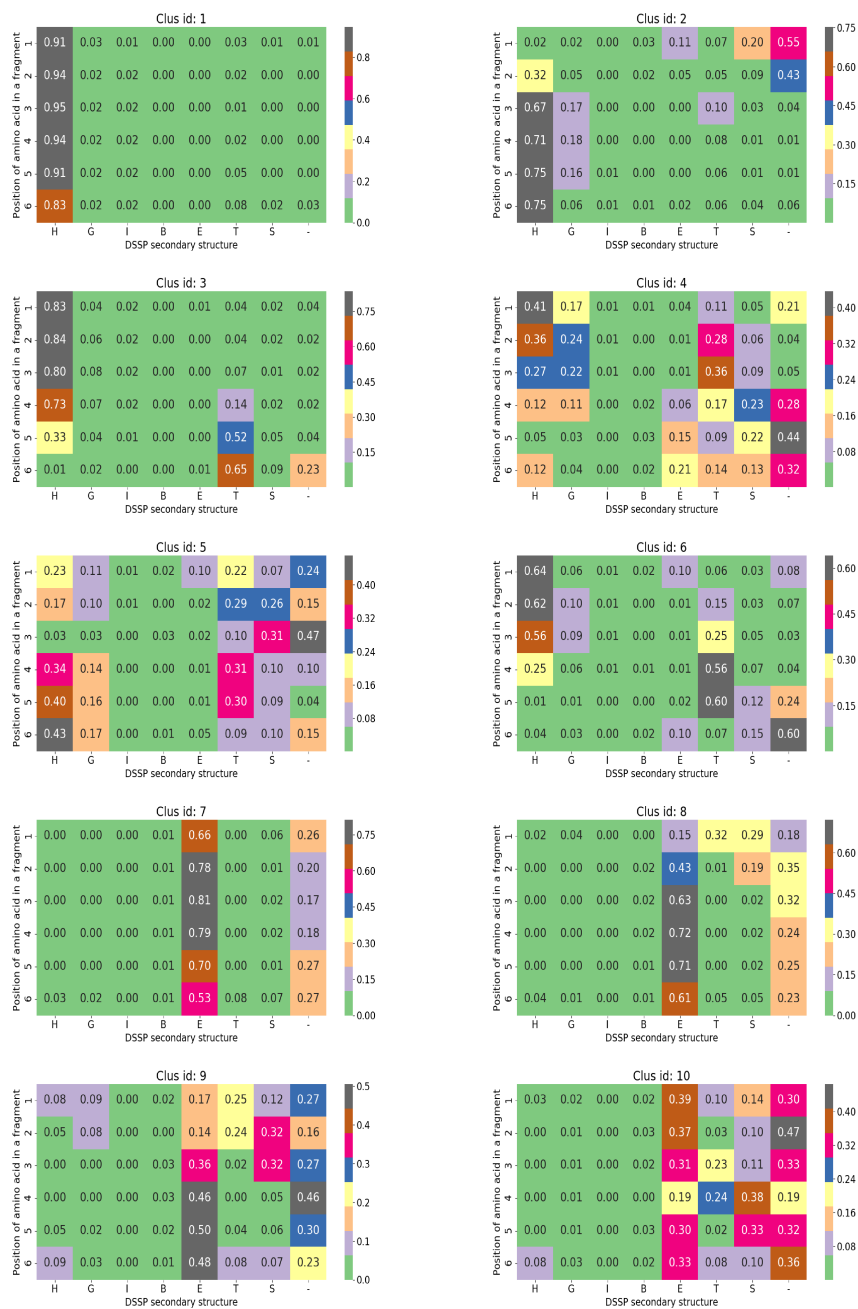 Clus id: 1
Position of amino acid in a fragment
1 0.91 0.03 0.01 0.00 0.00 0.03 0.01 0.01
2 0.94 0.02 0.02 0.00 0.00 0.02 0.00 0.00
3 0.95 0.02 0.02 0.00 0.00 0.01 0.00 0.00
4 0.94 0.02 0.02 0.00 0.00 0.02 0.00 0.00
5 0.91 0.02 0.02 0.00 0.00 0.05 0.00 0.00
6 0.83 0.02 0.02 0.00 0.00 0.08 0.02 0.03
H G I B E T S -
DSSP secondary structure
0.8
0.6
0.4
0.2
0.0
Clus id: 2
Position of amino acid in a fragment
1 0.02 0.02 0.00 0.03 0.11 0.07 0.20 0.55
2 0.32 0.05 0.00 0.02 0.05 0.05 0.09 0.43
3 0.67 0.17 0.00 0.00 0.00 0.10 0.03 0.04
4 0.71 0.18 0.00 0.00 0.00 0.08 0.01 0.01
5 0.75 0.16 0.00 0.00 0.00 0.06 0.01 0.01
6 0.75 0.06 0.01 0.01 0.02 0.06 0.04 0.06
H G I B E T S -
DSSP secondary structure
0.75
0.60
0.45
0.30
0.15
Clus id: 3
Position of amino acid in a fragment
1 0.83 0.04 0.02 0.00 0.01 0.04 0.02 0.04
2 0.84 0.06 0.02 0.00 0.00 0.04 0.02 0.02
3 0.80 0.08 0.02 0.00 0.00 0.07 0.01 0.02
4 0.73 0.07 0.02 0.00 0.00 0.14 0.02 0.02
5 0.33 0.04 0.01 0.00 0.00 0.52 0.05 0.04
6 0.01 0.02 0.00 0.00 0.01 0.65 0.09 0.23
H G I B E T S -
DSSP secondary structure
0.75
0.60
0.45
0.30
0.15
Clus id: 4
Position of amino acid in a fragment
1 0.41 0.17 0.01 0.01 0.04 0.11 0.05 0.21
2 0.36 0.24 0.01 0.00 0.01 0.28 0.06 0.04
3 0.27 0.22 0.01 0.00 0.01 0.36 0.09 0.05
4 0.12 0.11 0.00 0.02 0.06 0.17 0.23 0.28
5 0.05 0.03 0.00 0.03 0.15 0.09 0.22 0.44
6 0.12 0.04 0.00 0.02 0.21 0.14 0.13 0.32
H G I B E T S -
DSSP secondary structure
0.40
0.32
0.24
0.16
0.08
Clus id: 5
Position of amino acid in a fragment
1 0.23 0.11 0.01 0.02 0.10 0.22 0.07 0.24
2 0.17 0.10 0.01 0.00 0.02 0.29 0.26 0.15
3 0.03 0.03 0.00 0.03 0.02 0.10 0.31 0.47
4 0.34 0.14 0.00 0.00 0.01 0.31 0.10 0.10
5 0.40 0.16 0.00 0.00 0.01 0.30 0.09 0.04
6 0.43 0.17 0.00 0.01 0.05 0.09 0.10 0.15
H G I B E T S -
DSSP secondary structure
0.40
0.32
0.24
0.16
0.08
Clus id: 6
Position of amino acid in a fragment
1 0.64 0.06 0.01 0.02 0.10 0.06 0.03 0.08
2 0.62 0.10 0.00 0.01 0.01 0.15 0.03 0.07
3 0.56 0.09 0.00 0.00 0.01 0.25 0.05 0.03
4 0.25 0.06 0.01 0.00 0.01 0.56 0.07 0.04
5 0.01 0.01 0.00 0.02 0.00 0.60 0.12 0.24
6 0.04 0.03 0.00 0.02 0.10 0.07 0.15 0.60
H G I B E T S -
DSSP secondary structure
0.60
0.45
0.30
0.15
Clus id: 7
Position of amino acid in a fragment
1 0.00 0.00 0.00 0.01 0.66 0.00 0.06 0.26
2 0.00 0.00 0.00 0.01 0.78 0.00 0.01 0.20
3 0.00 0.00 0.00 0.01 0.81 0.00 0.01 0.17
4 0.00 0.00 0.00 0.01 0.79 0.00 0.01 0.18
5 0.00 0.00 0.00 0.01 0.70 0.00 0.01 0.27
6 0.03 0.02 0.00 0.01 0.53 0.08 0.07 0.27
H G I B E T S -
DSSP secondary structure
0.75
0.60
0.45
0.30
0.15
0.00
Clus id: 8
Position of amino acid in a fragment
1 0.02 0.04 0.00 0.00 0.15 0.32 0.29 0.18
2 0.00 0.00 0.00 0.02 0.43 0.01 0.19 0.35
3 0.00 0.00 0.00 0.02 0.63 0.00 0.02 0.32
4 0.00 0.00 0.00 0.02 0.72 0.00 0.02 0.24
5 0.00 0.00 0.00 0.01 0.71 0.00 0.02 0.25
6 0.04 0.01 0.00 0.01 0.61 0.05 0.05 0.23
H G I B E T S -
DSSP secondary structure
0.60
0.45
0.30
0.15
0.00
Clus id: 9
Position of amino acid in a fragment
1 0.08 0.09 0.00 0.02 0.17 0.25 0.12 0.27
2 0.05 0.08 0.00 0.00 0.14 0.24 0.32 0.16
3 0.00 0.00 0.00 0.03 0.36 0.02 0.32 0.27
4 0.00 0.00 0.00 0.03 0.46 0.00 0.05 0.46
5 0.05 0.02 0.00 0.03 0.50 0.04 0.06 0.30
6 0.09 0.03 0.00 0.01 0.48 0.08 0.07 0.23
H G I B E T S -
DSSP secondary structure
0.5
0.4
0.3
0.2
0.1
0.0
Clus id: 10
Position of amino acid in a fragment
1 0.03 0.02 0.00 0.02 0.39 0.10 0.14 0.30
2 0.00 0.01 0.00 0.02 0.37 0.03 0.10 0.47
3 0.00 0.01 0.00 0.02 0.31 0.23 0.11 0.33
4 0.00 0.01 0.00 0.00 0.19 0.24 0.38 0.19
5 0.00 0.01 0.00 0.03 0.30 0.02 0.33 0.32
6 0.08 0.03 0.00 0.02 0.33 0.08 0.10 0.36
H G I B E T S -
DSSP secondary structure
0.40
0.32
0.24
0.16
0.08